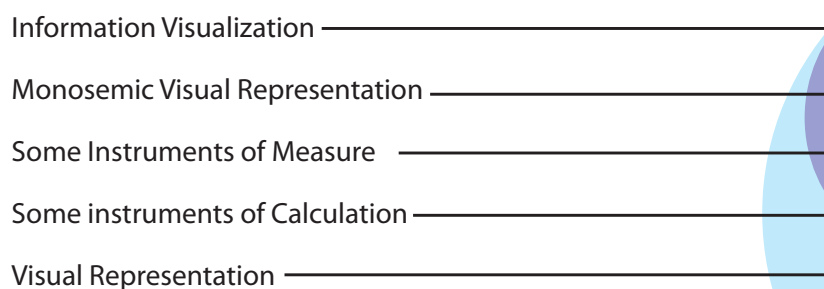 Information Visualization
Monosemic Visual Representation
Some Instruments of Measure
Some instruments of Calculation
Visual Representation